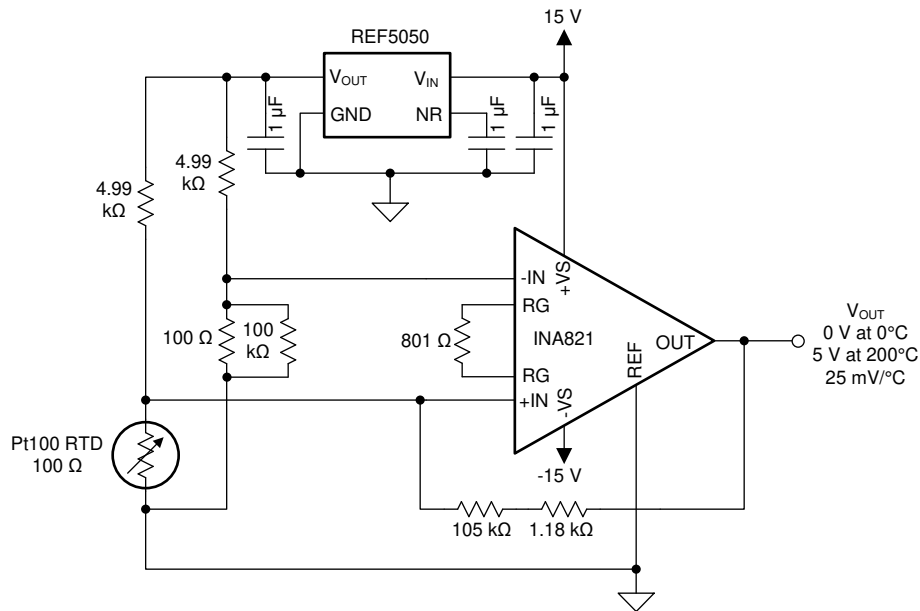 REF5050
15 V
VOUT
VIN
GND
NR
1 µF
1 µF
1 µF
4.99
kΩ
4.99
kΩ
-IN
+VS
RG
100 Ω
100
kΩ
801 Ω
INA821
OUT
REF
RG
+IN
-VS
VOUT
0 V at 0°C
5 V at 200°C
25 mV/°C
Pt100 RTD
100 Ω
-15 V
105 kΩ
1.18 kΩ